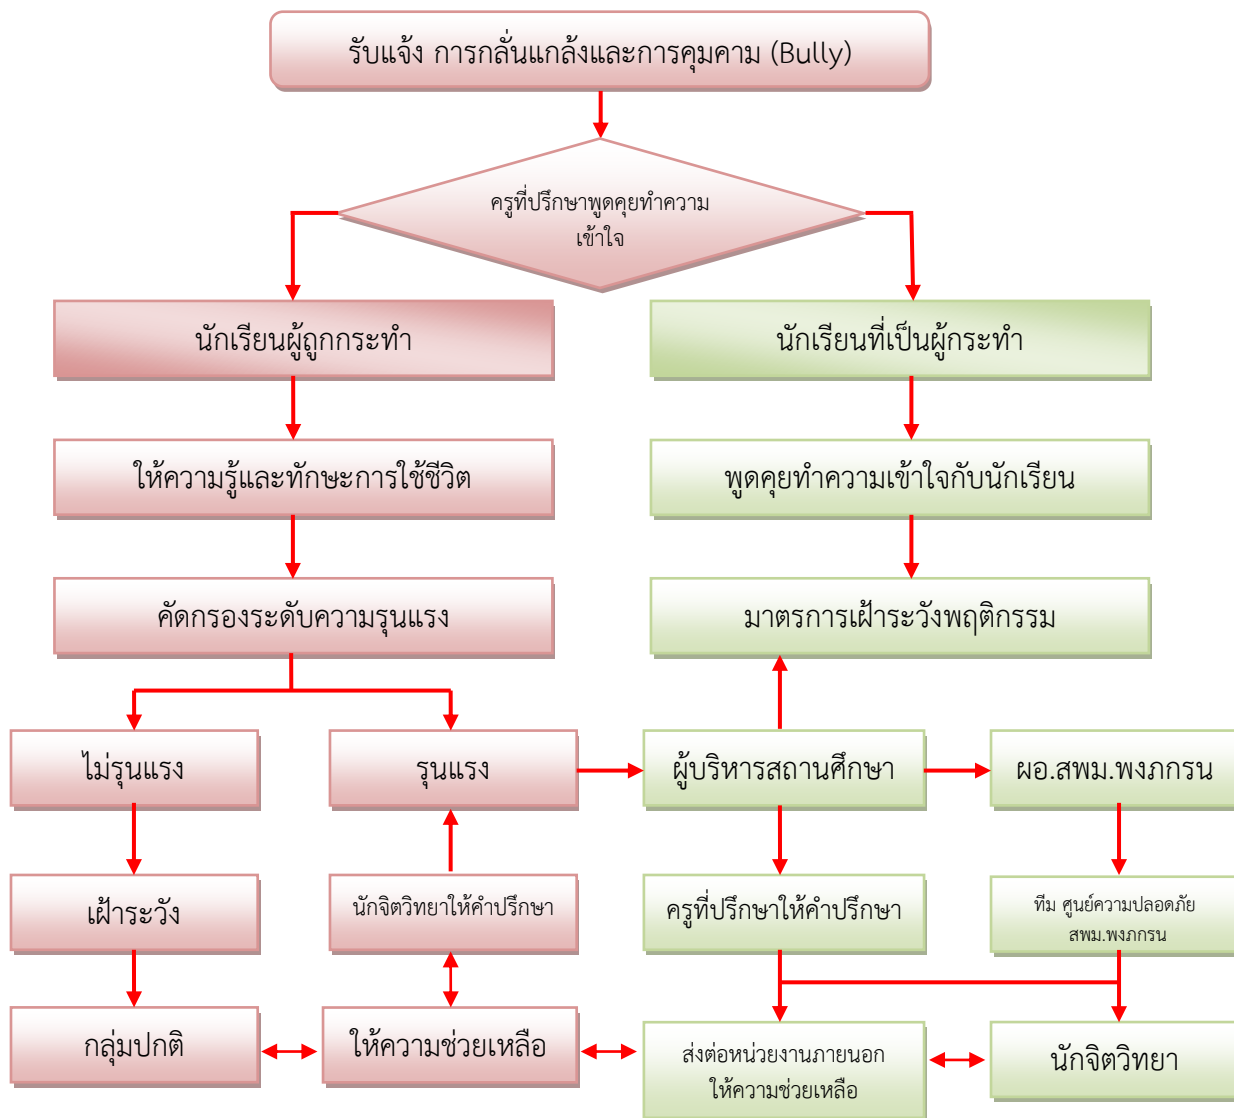 รับแจ้ง การกลั่นแกล้งและการคุมคาม (Bully)
ครูที่ปรึกษาพูดคุยทำความ
เข้าใจ
นักเรียนผู้ถูกกระทำ
นักเรียนที่เป็นผู้กระทำ
ให้ความรู้และทักษะการใช้ชีวิต
พูดคุยทำความเข้าใจกับนักเรียน
คัดกรองระดับความรุนแรง
มาตรการเฝ้าระวังพฤติกรรม
ไม่รุนแรง
รุนแรง
ผู้บริหารสถานศึกษา
ผอ.สพม.พงภกรน
เฝ้าระวัง
นักจิตวิทยาให้คำปรึกษา
ครูที่ปรึกษาให้คำปรึกษา
ทีม ศูนย์ความปลอดภัย
สพม.พงภกรน
กลุ่มปกติ
ให้ความช่วยเหลือ
ส่งต่อหน่วยงานภายนอก
ให้ความช่วยเหลือ
นักจิตวิทยา